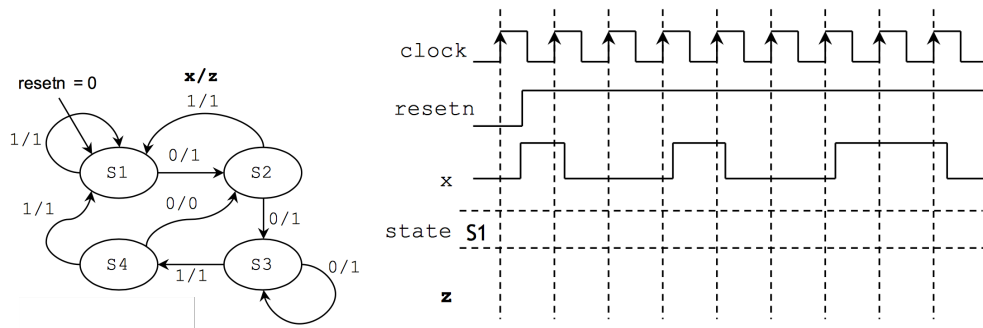 x/z
resetn = 0
1/1
1/1
S1
0/1
S2
1/1
0/0
0/1
S4
1/1
S3
0/1
clock
resetn
x
state S1
z